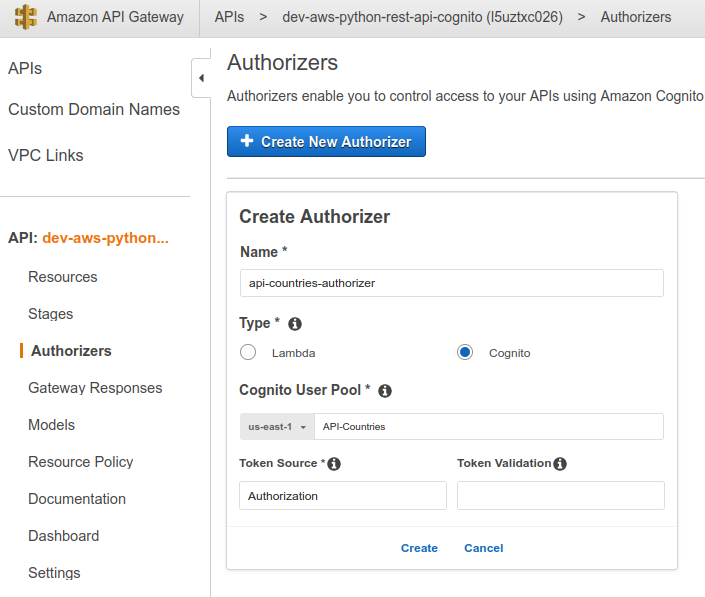 Amazon API Gateway
APIs > dev-aws-python-rest-api-cognito (l5uztxc026) > Authorizers
APIs
Custom Domain Names
VPC Links
API: dev-aws-python...
Resources
Stages
Authorizers
Gateway Responses
Models
Resource Policy
Documentation
Dashboard
Settings
Authorizers
Authorizers enable you to control access to your APIs using Amazon Cognito
Create New Authorizer
Create Authorizer
Name *
api-countries-authorizer
Type *
Lambda Cognito
Cognito User Pool *
us-east-1 API-Countries
Token Source * Token Validation
Authorization
Create Cancel